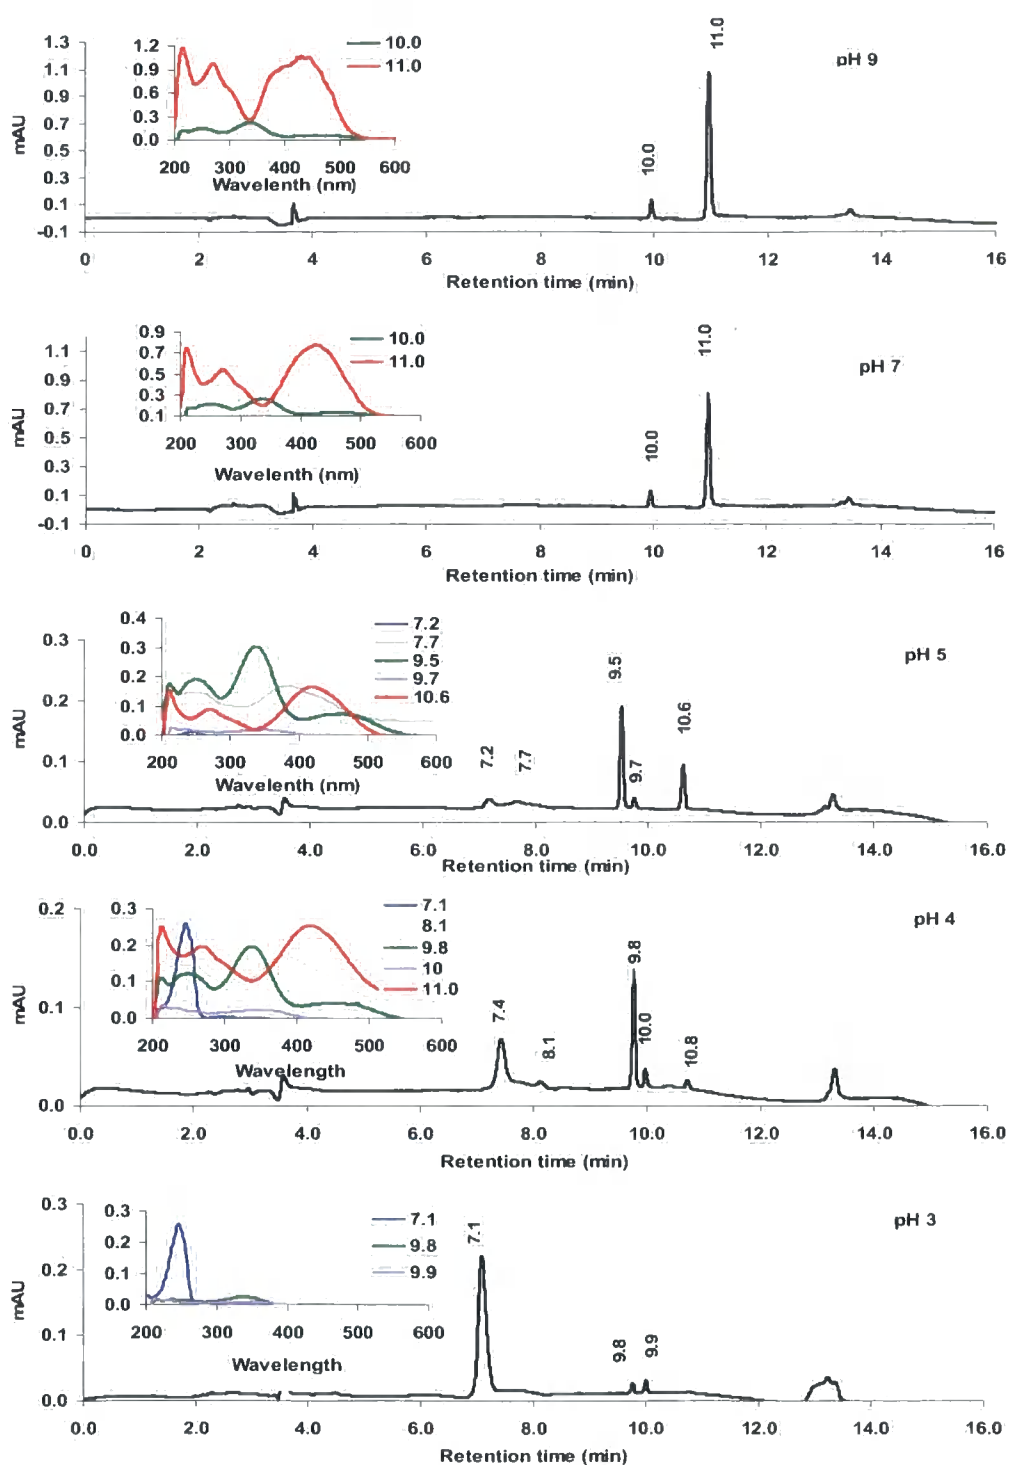 1.3
1.1
0.9
0.7
0.5
0.3
0.1
-0.1
mAU
1.2
0.9
0.6
0.3
0.0
200 300 400 500 600
Wavelenth (nm)
10.0
11.0
10.0
11.0
pH 9
0 2 4 6 8 10 12 14 16
Retention time (min)
1.1
0.9
0.7
0.5
0.3
0.1
-0.1
mAU
0.9
0.7
0.5
0.3
0.1
200 300 400 500 600
Wavelenth (nm)
10.0
11.0
10.0
11.0
pH 7
0 2 4 6 8 10 12 14 16
Retention time (min)
0.3
0.2
0.1
0.0
mAU
0.4
0.3
0.2
0.1
0.0
200 300 400 500 600
Wavelenth (nm)
7.2
7.7
9.5
9.7
10.6
7.2
7.7
9.5
9.7
10.6
pH 5
0.0 2.0 4.0 6.0 8.0 10.0 12.0 14.0 16.0
Retention time (min)
0.2
0.1
0.0
mAU
0.3
0.2
0.1
0.0
200 300 400 500 600
Wavelength
7.1
8.1
9.8
10
11.0
7.4
8.1
9.8
10.0
10.8
pH 4
0.0 2.0 4.0 6.0 8.0 10.0 12.0 14.0 16.0
Retention time (min)
0.3
0.2
0.1
0.0
mAU
0.3
0.2
0.1
0.0
200 300 400 500 600
Wavelength
7.1
9.8
9.9
7.1
9.8
9.9
pH 3
0.0 2.0 4.0 6.0 8.0 10.0 12.0 14.0 16.0
Retention time (min)